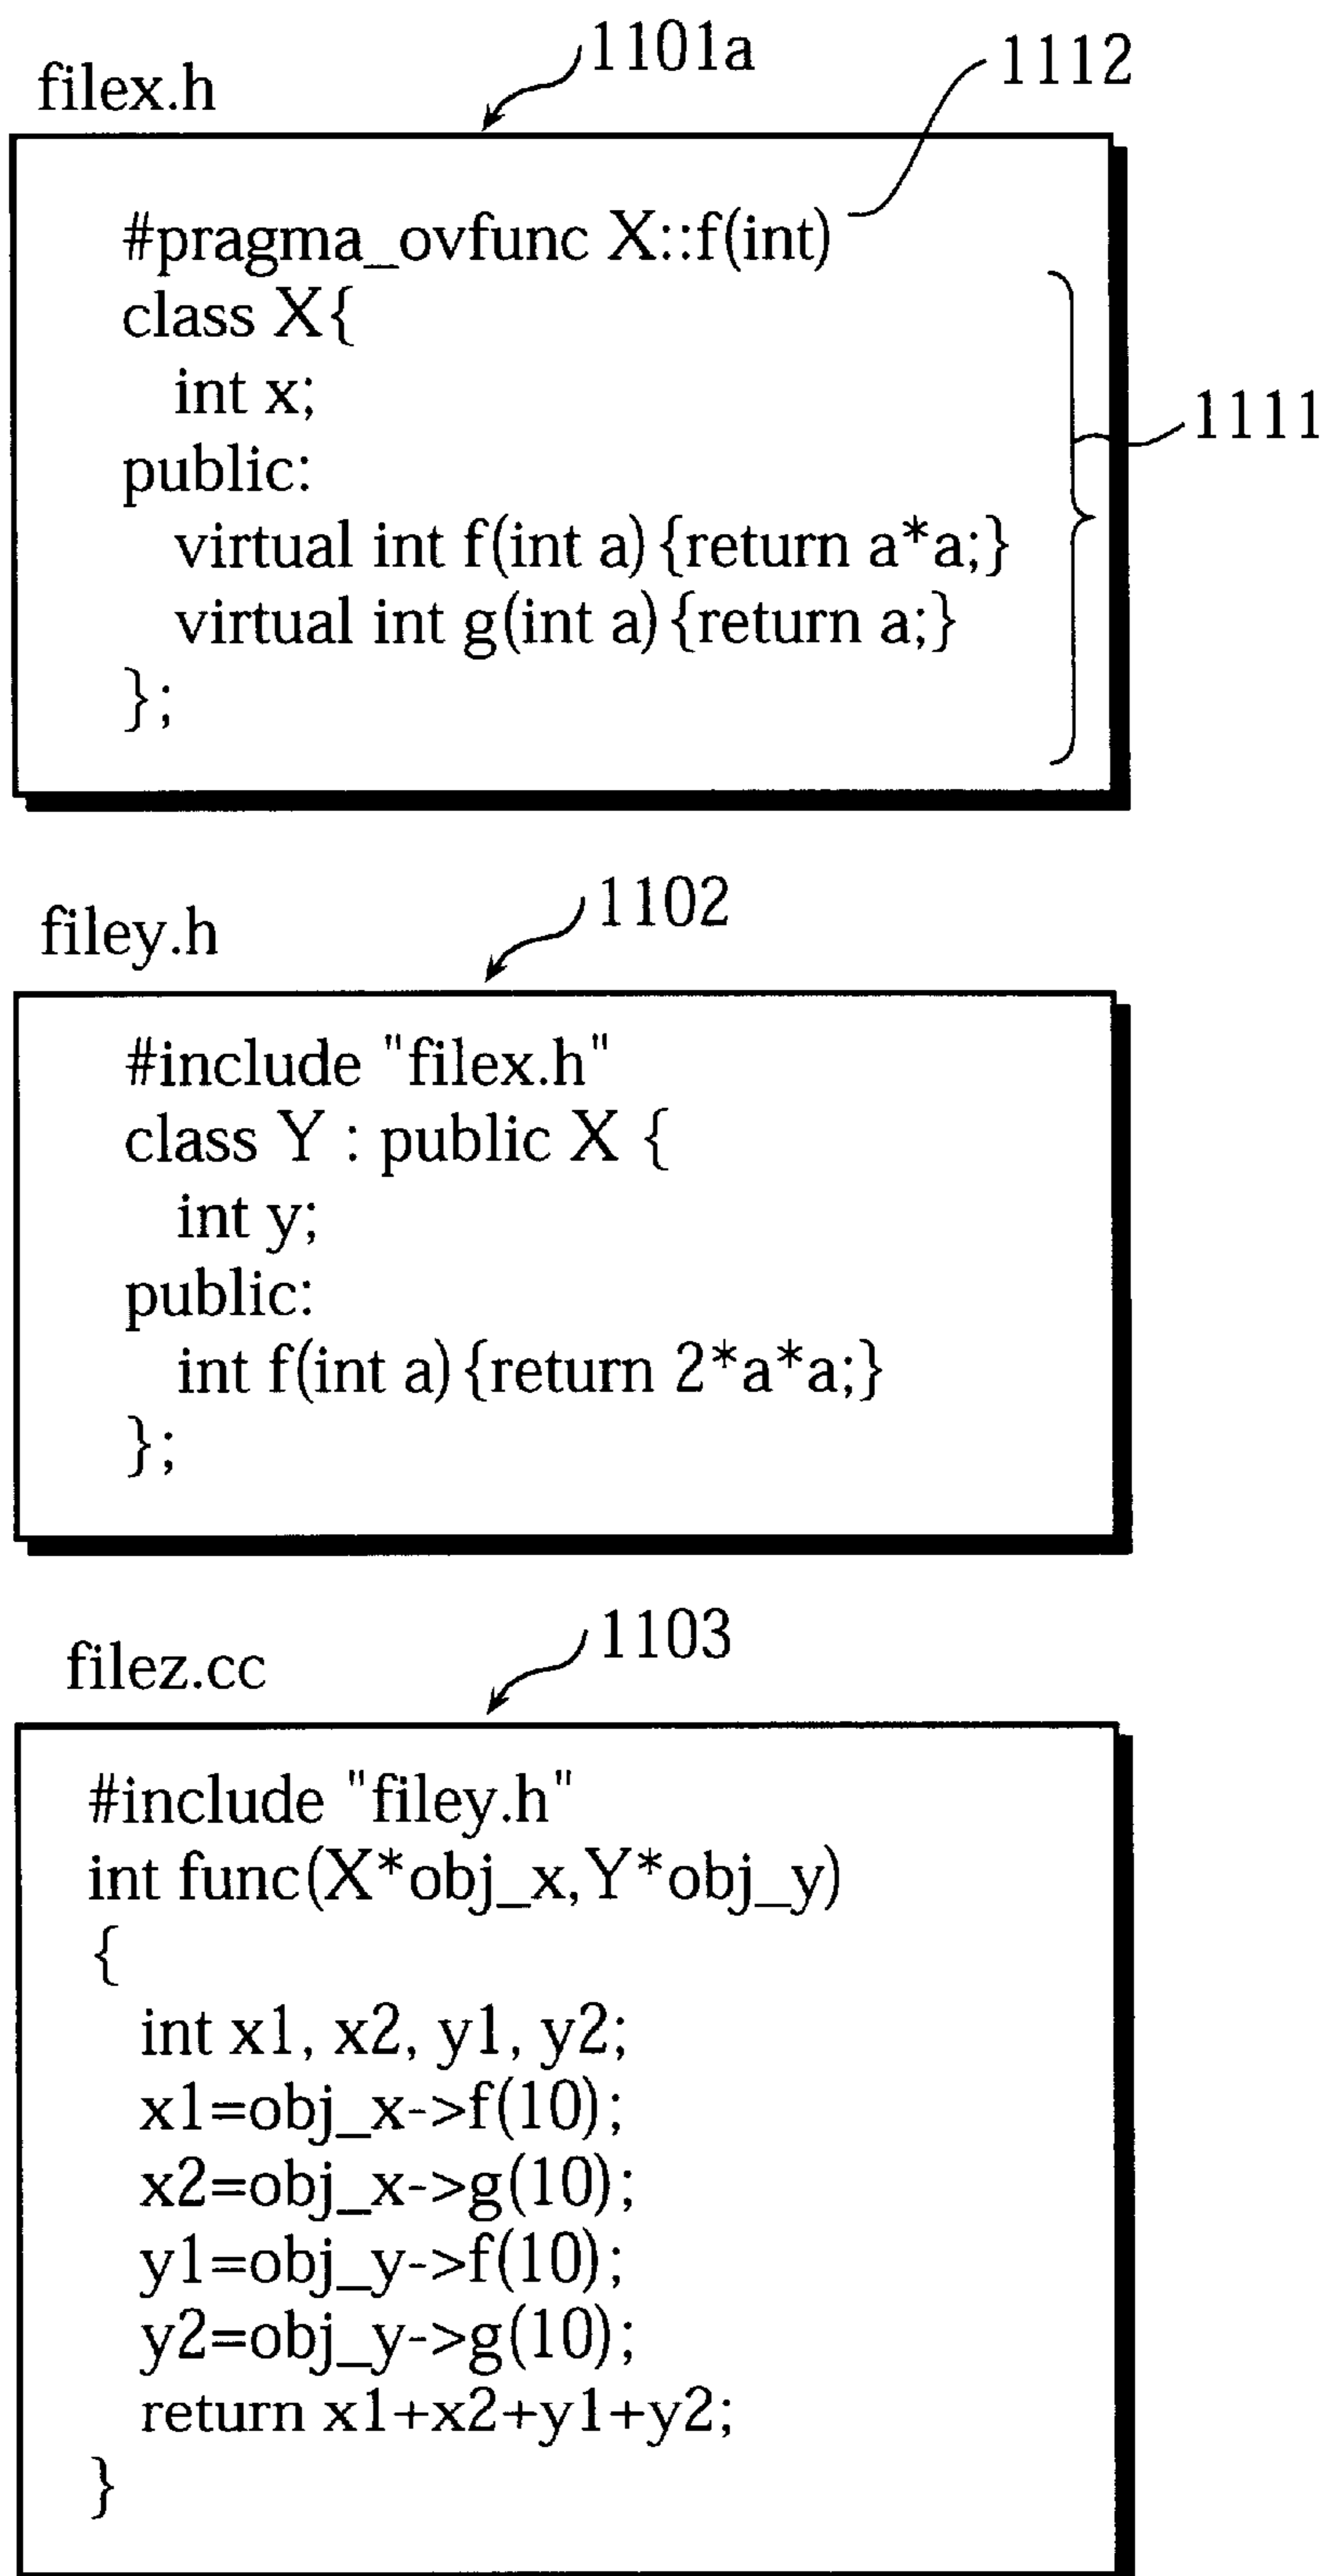 filex.h
1101a
1112
#pragma_ovfunc X::f(int)
class X{
int x;
public:
virtual int f(int a){return a*a;}
virtual int g(int a){return a;}
};
1111
filey.h
1102
#include "filex.h"
class Y : public X {
int y;
public:
int f(int a){return 2*a*a;}
};
filez.cc
1103
#include "filey.h"
int func(X*obj_x,Y*obj_y)
{
int x1, x2, y1, y2;
x1=obj_x->f(10);
x2=obj_x->g(10);
y1=obj_y->f(10);
y2=obj_y->g(10);
return x1+x2+y1+y2;
}